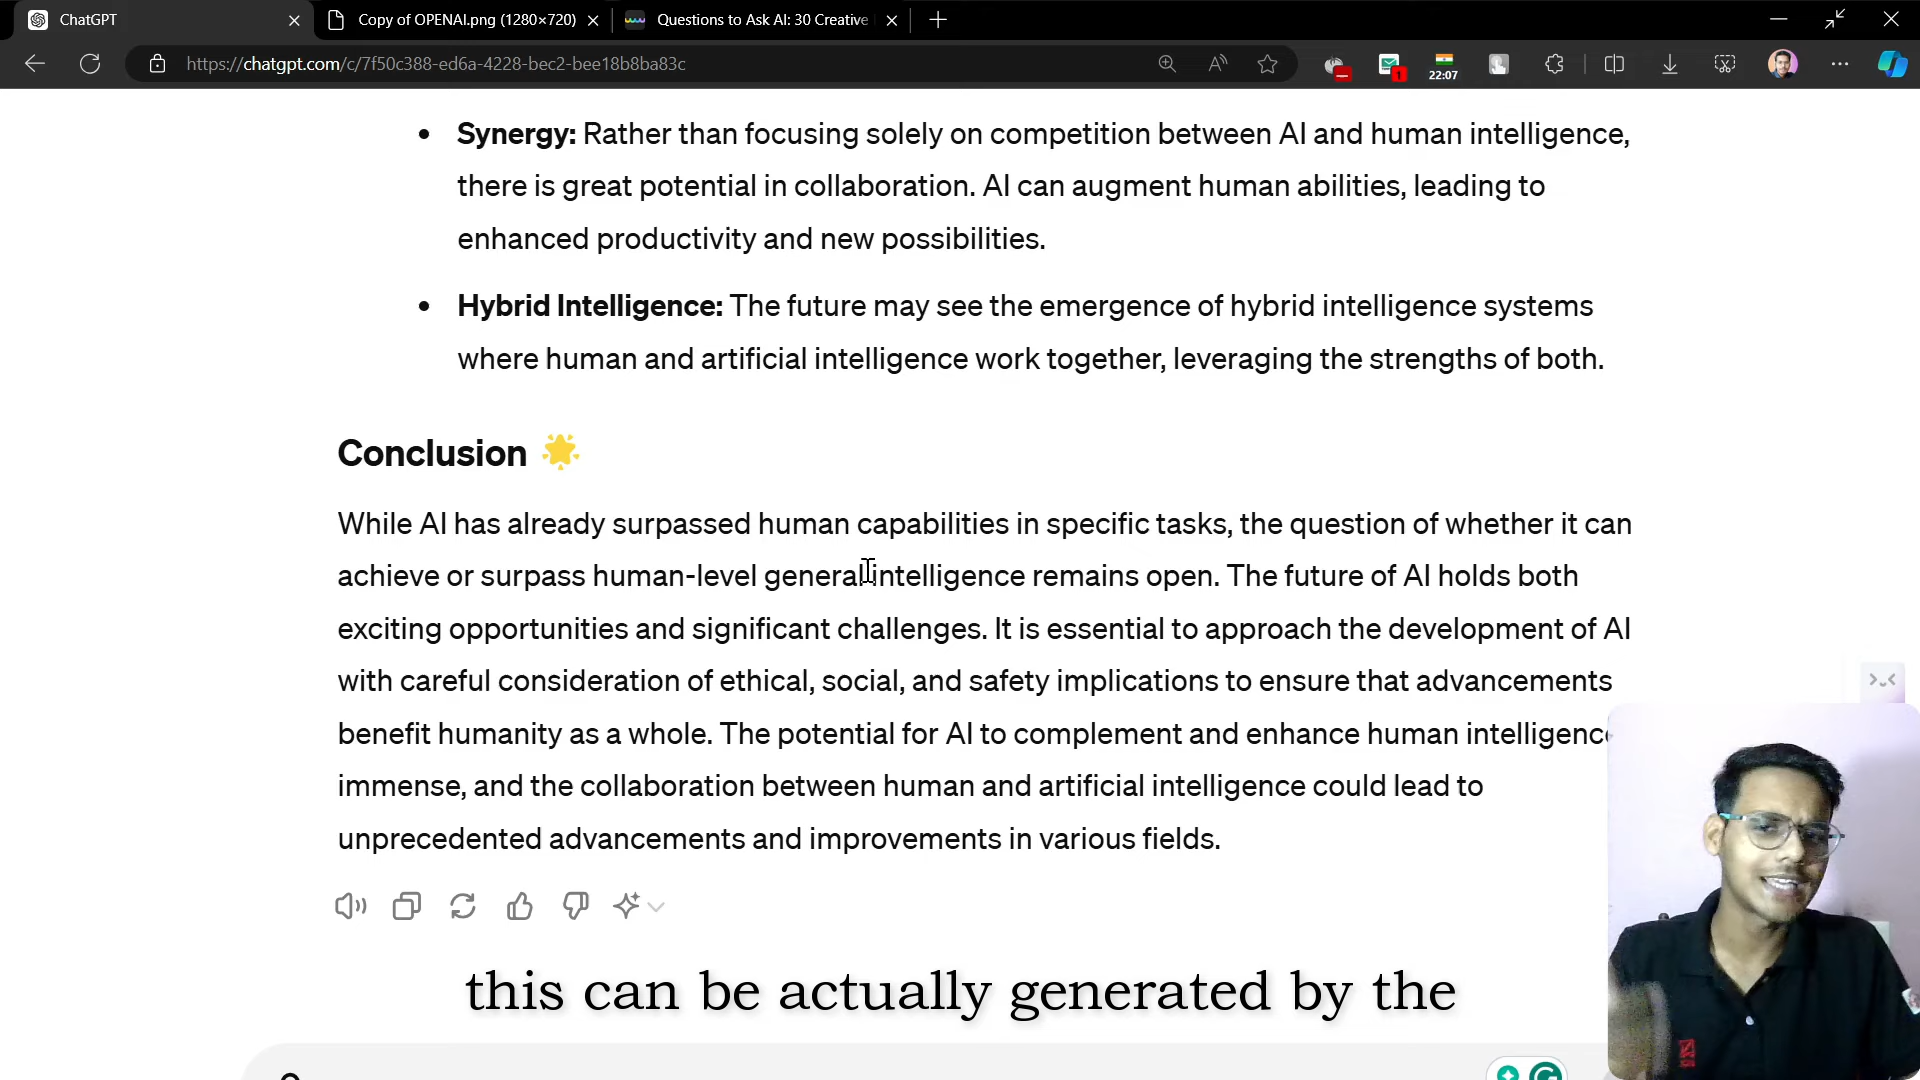 ChatGPT
Copy of OPENAI.png (1280×720)
Questions to Ask AI: 30 Creative
https://chatgpt.com/c/7f50c388-ed6a-4228-bec2-bee18b8ba83c
1
22:07
• Synergy: Rather than focusing solely on competition between AI and human intelligence,
there is great potential in collaboration. AI can augment human abilities, leading to
enhanced productivity and new possibilities.
• Hybrid Intelligence: The future may see the emergence of hybrid intelligence systems
where human and artificial intelligence work together, leveraging the strengths of both.
Conclusion 🌟
While AI has already surpassed human capabilities in specific tasks, the question of whether it can
achieve or surpass human-level general intelligence remains open. The future of AI holds both
exciting opportunities and significant challenges. It is essential to approach the development of AI
with careful consideration of ethical, social, and safety implications to ensure that advancements
benefit humanity as a whole. The potential for AI to complement and enhance human intelligenc
immense, and the collaboration between human and artificial intelligence could lead to
unprecedented advancements and improvements in various fields.
this can be actually generated by the